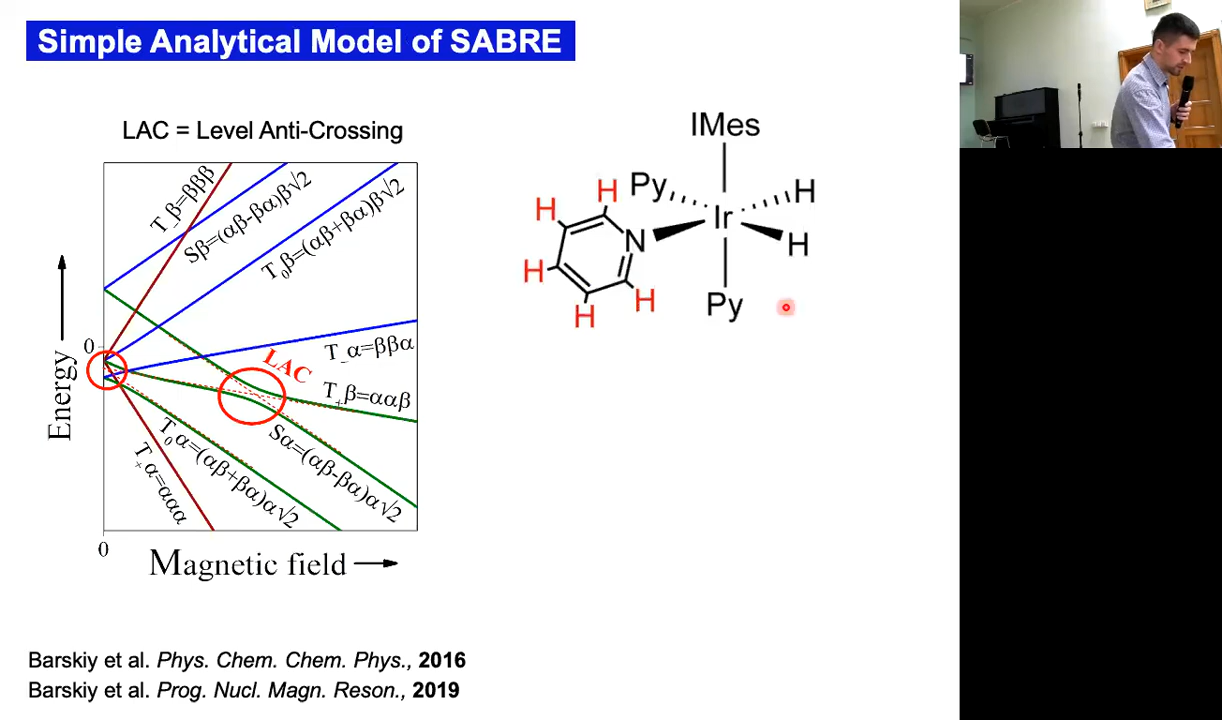 Simple Analytical Model of SABRE
LAC = Level Anti-Crossing
T_β=βββ
Sβ=(αβ-βα)β√2
T₀β=(αβ+βα)β√2
T_α=ββα
LAC
T₊β=ααβ
Sα=(αβ-βα)α√2
T₀α=(αβ+βα)α√2
T₊α=ααα
Energy
0
0
Magnetic field
IMes
Py
H
H
H
H
H
N
Ir
H
H
Py
Barskiy et al. Phys. Chem. Chem. Phys., 2016
Barskiy et al. Prog. Nucl. Magn. Reson., 2019